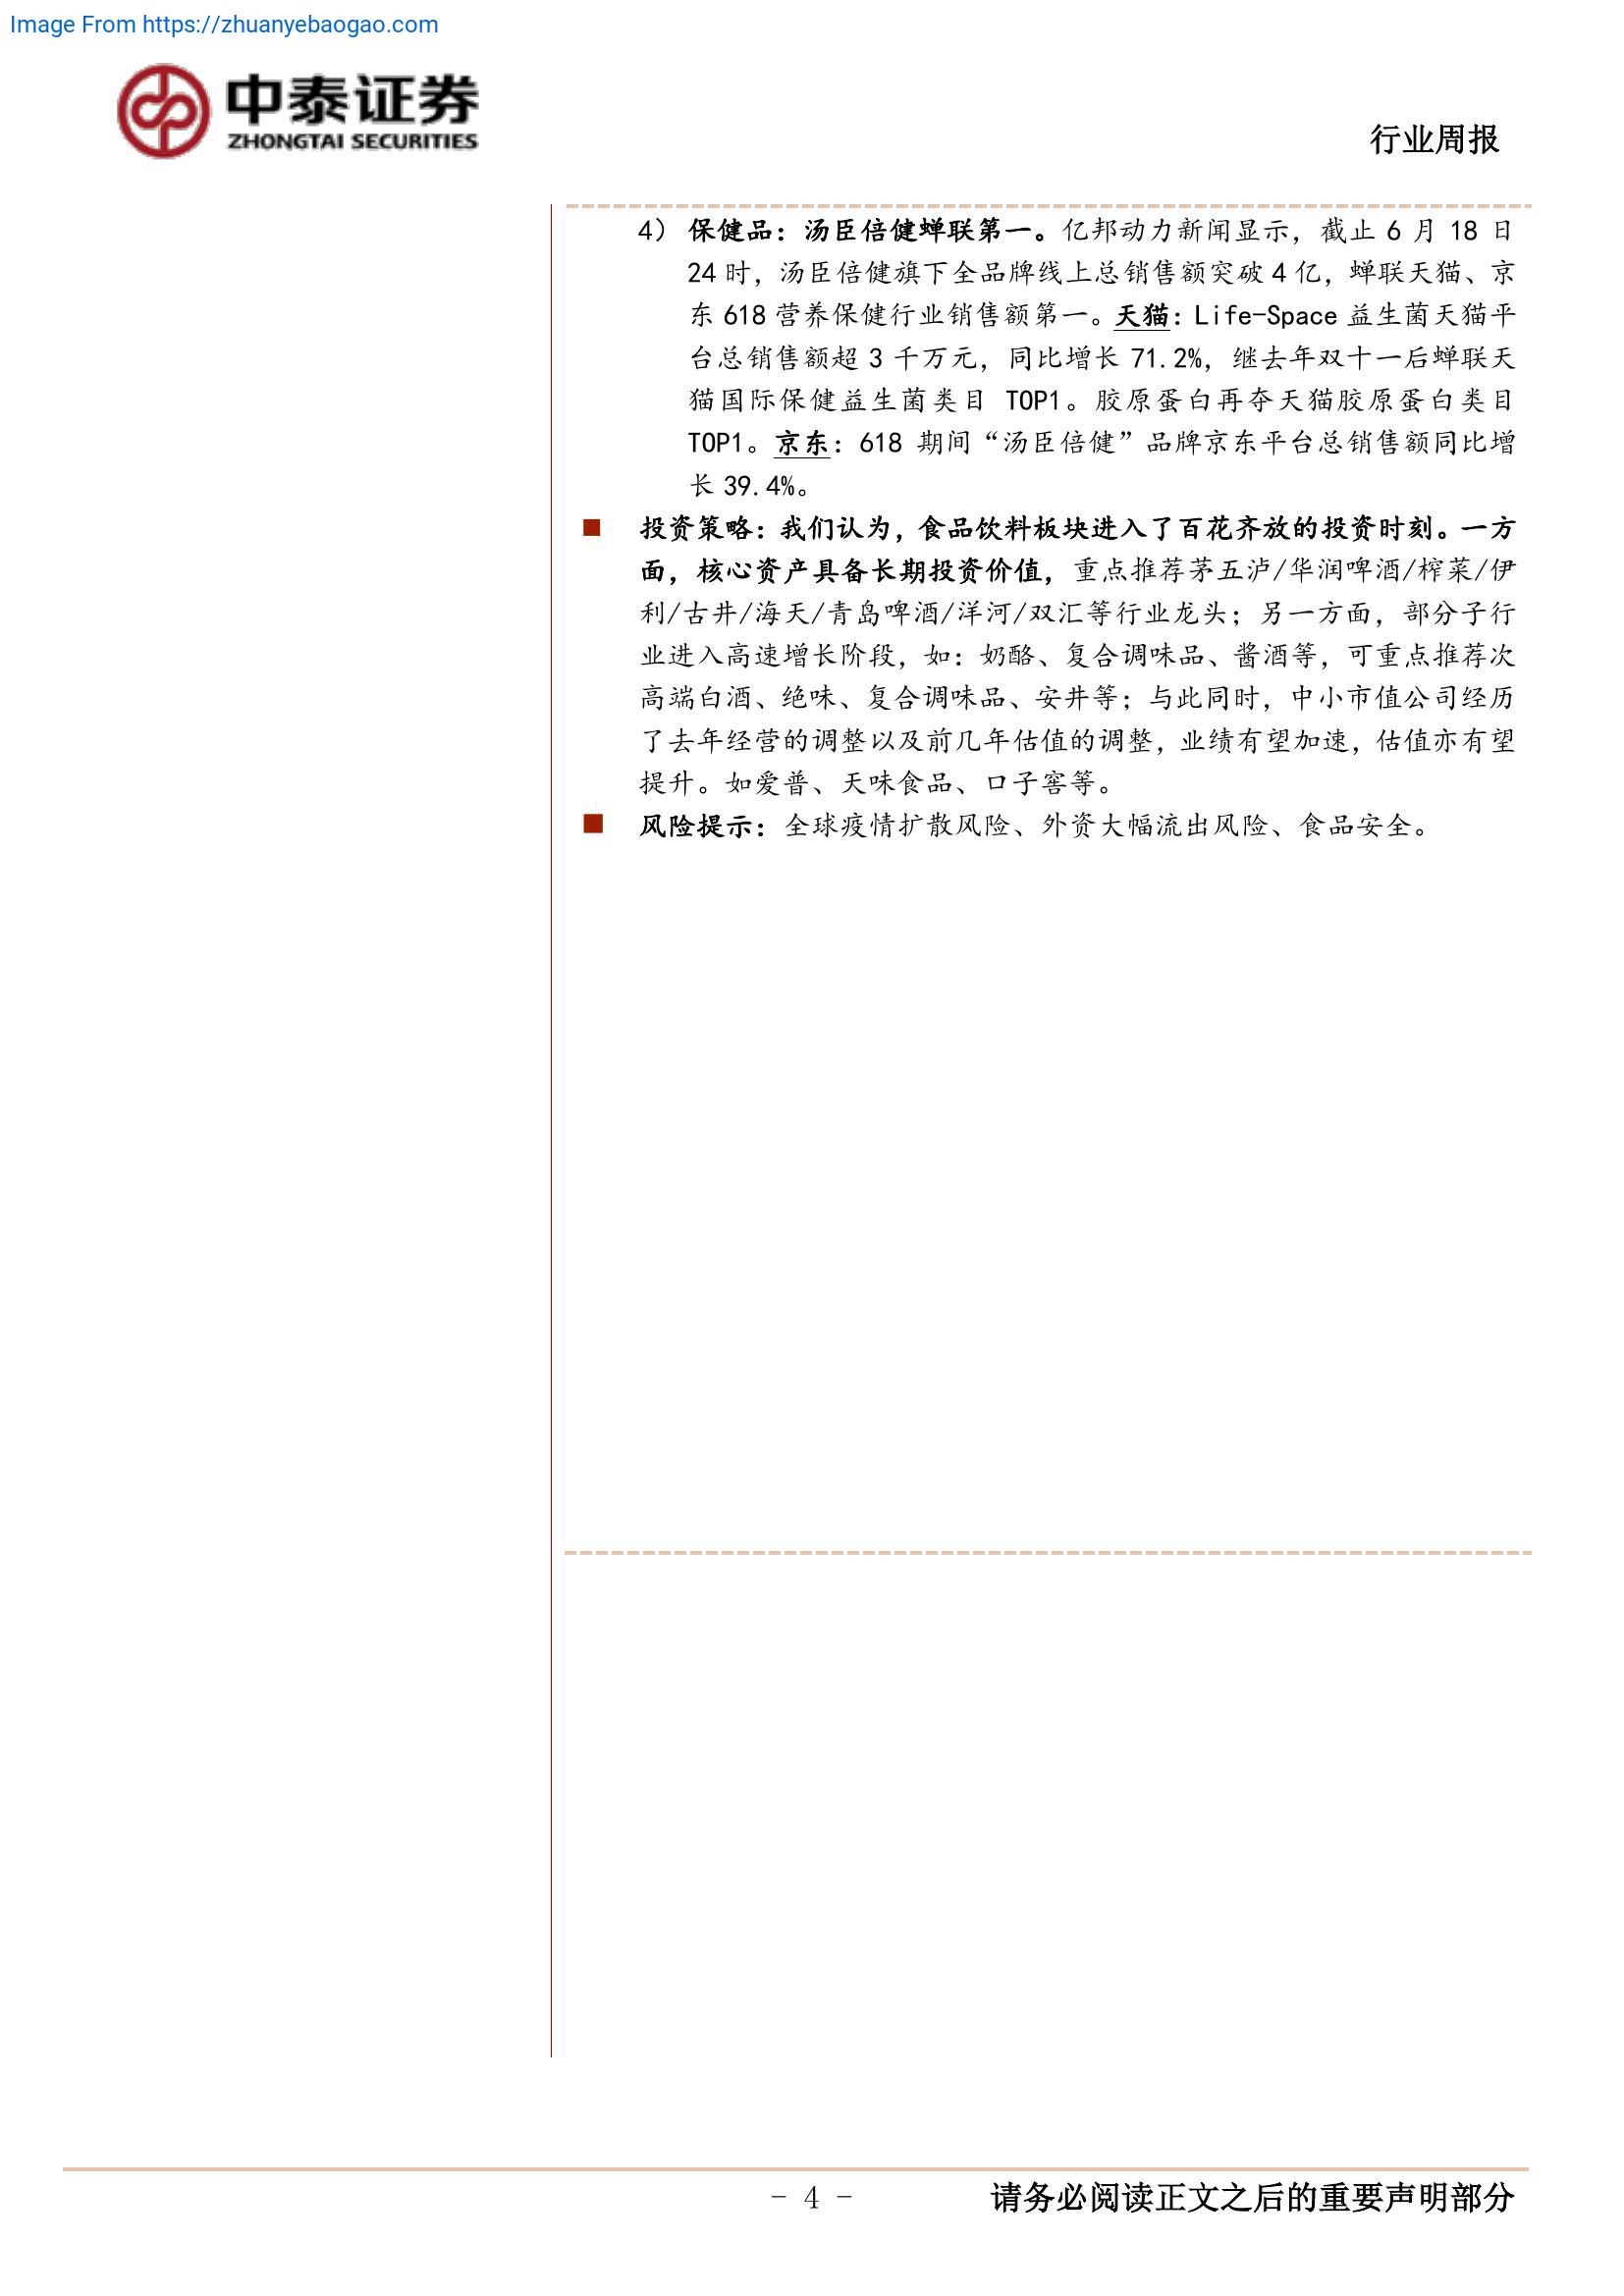 Image From https://zhuanyebaogao.com
中泰证券
ZHONGTAI SECURITIES
行业周报
4） 保健品：汤臣倍健蝉联第一。亿邦动力新闻显示，截止 6 月 18 日
24 时，汤臣倍健旗下全品牌线上总销售额突破 4 亿，蝉联天猫、京
东 618 营养保健行业销售额第一。天猫：Life-Space 益生菌天猫平
台总销售额超 3 千万元，同比增长 71.2%，继去年双十一后蝉联天
猫国际保健益生菌类目 TOP1。胶原蛋白再夺天猫胶原蛋白类目
TOP1。京东：618 期间“汤臣倍健”品牌京东平台总销售额同比增
长 39.4%。
■ 投资策略：我们认为，食品饮料板块进入了百花齐放的投资时刻。一方
面，核心资产具备长期投资价值，重点推荐茅五泸/华润啤酒/榨菜/伊
利/古井/海天/青岛啤酒/洋河/双汇等行业龙头；另一方面，部分子行
业进入高速增长阶段，如：奶酪、复合调味品、酱酒等，可重点推荐次
高端白酒、绝味、复合调味品、安井等；与此同时，中小市值公司经历
了去年经营的调整以及前几年估值的调整，业绩有望加速，估值亦有望
提升。如爱普、天味食品、口子窖等。
■ 风险提示：全球疫情扩散风险、外资大幅流出风险、食品安全。
- 4 -
请务必阅读正文之后的重要声明部分